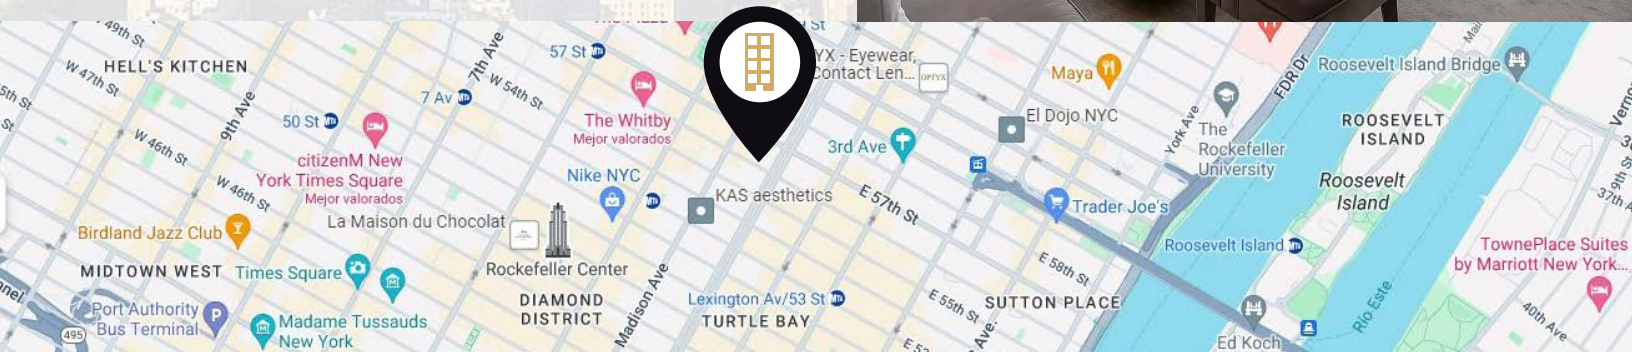 49th St
HELL'S KITCHEN
W 47th St
5th St
St
9th Ave
7th Ave
W 54th St
57 St
7 Av
50 St
W 46th St
W 46th St
citizenM New
York Times Square
Mejor valorados
The Whitby
Mejor valorados
Nike NYC
La Maison du Chocolat
Birdland Jazz Club
MIDTOWN WEST
Times Square
Port Authority
Bus Terminal
495
Madame Tussauds
New York
Rockefeller Center
DIAMOND
DISTRICT
Madison Ave
St
YX - Eyewear,
Contact Len...
OPTYX
Maya
El Dojo NYC
3rd Ave
KAS aesthetics
E 57th St
Lexington Av/53 St
TURTLE BAY
E 58th St
E 55th St
SUTTON PLACE
Trader Joe's
York Ave
The
Rockefeller
University
FDR Dr
Roosevelt Island Bridge
ROOSEVELT
ISLAND
Roosevelt
Island
Roosevelt Island
Río Este
Ed Koch
TownePlace Suites
by Marriott New York...
37th A
40th Ave